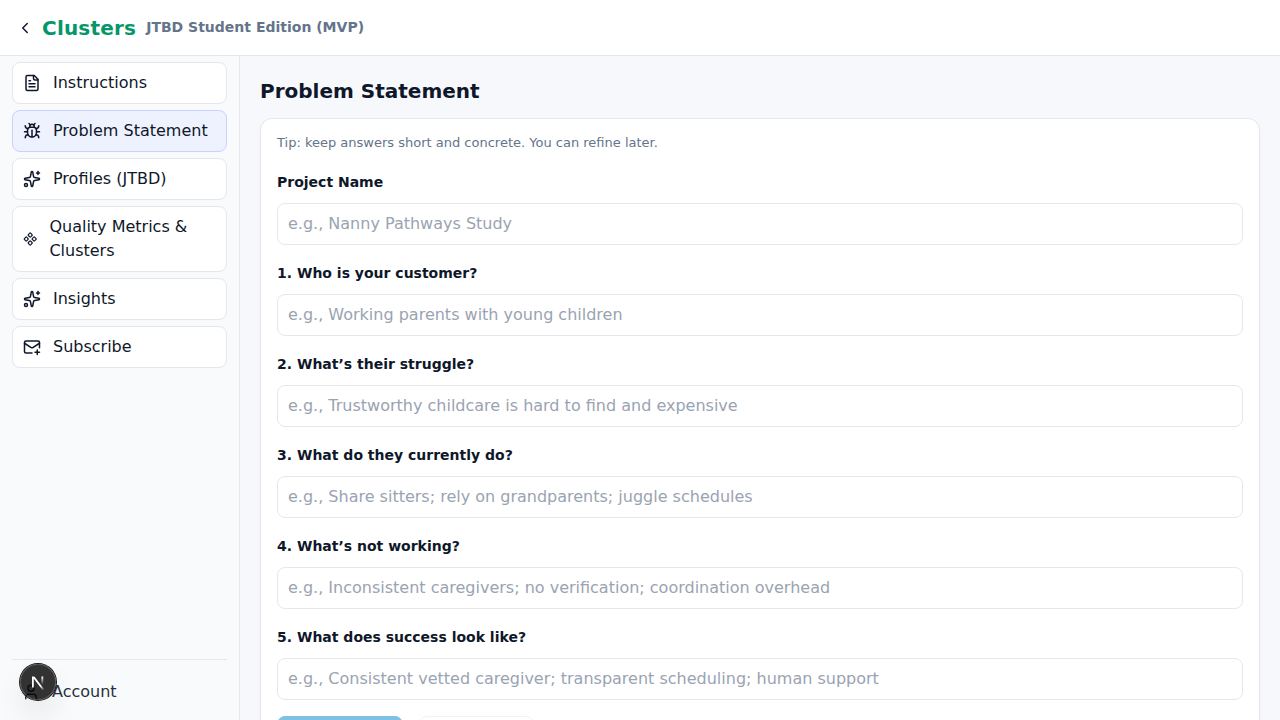 Clusters JTBD Student Edition (MVP)
Instructions
Problem Statement
Profiles (JTBD)
Quality Metrics &
Clusters
Insights
Subscribe
N
Account
Problem Statement
Tip: keep answers short and concrete. You can refine later.
Project Name
e.g., Nanny Pathways Study
1. Who is your customer?
e.g., Working parents with young children
2. What’s their struggle?
e.g., Trustworthy childcare is hard to find and expensive
3. What do they currently do?
e.g., Share sitters; rely on grandparents; juggle schedules
4. What’s not working?
e.g., Inconsistent caregivers; no verification; coordination overhead
5. What does success look like?
e.g., Consistent vetted caregiver; transparent scheduling; human support